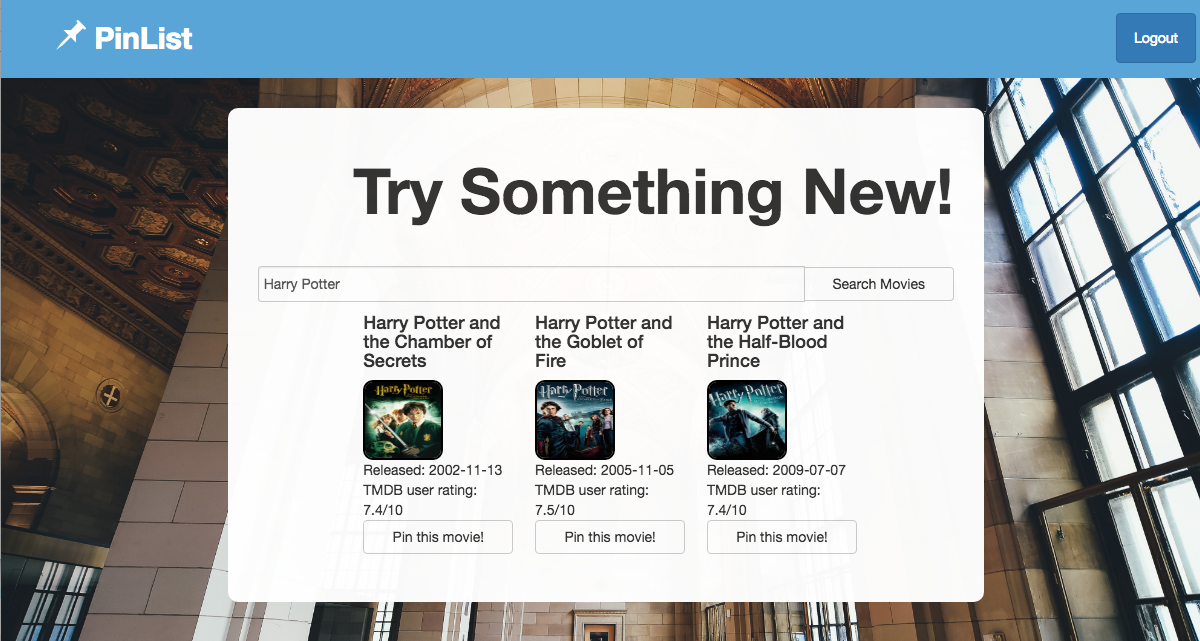 PinList
Logout
Try Something New!
Harry Potter
Search Movies
Harry Potter and
the Chamber of
Secrets
Harry Potter
Released: 2002-11-13
TMDB user rating:
7.4/10
Pin this movie!
Harry Potter and
the Goblet of
Fire
Harry Potter
Released: 2005-11-05
TMDB user rating:
7.5/10
Pin this movie!
Harry Potter and
the Half-Blood
Prince
Harry Potter
Released: 2009-07-07
TMDB user rating:
7.4/10
Pin this movie!